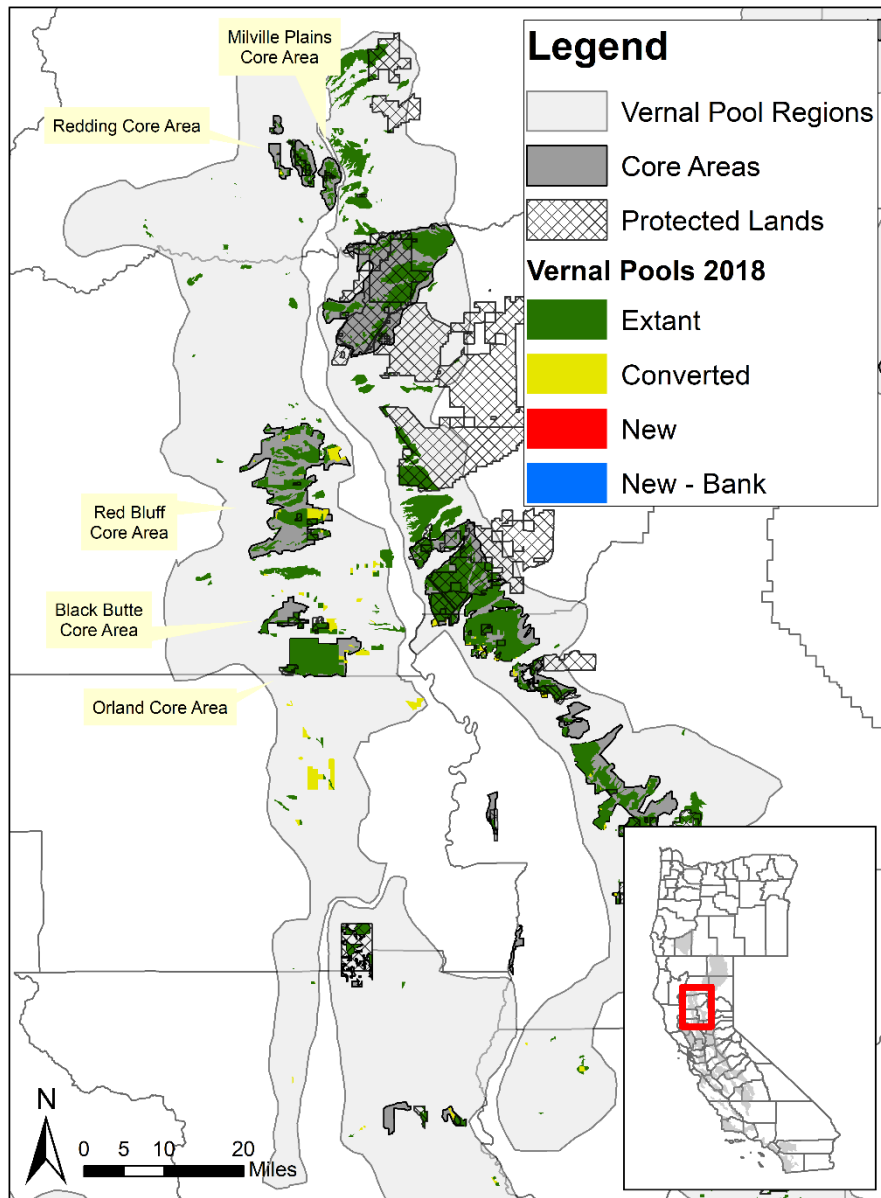 Milville Plains
Core Area
Redding Core Area
Red Bluff
Core Area
Black Butte
Core Area
Orland Core Area
Legend
Vernal Pool Regions
Core Areas
Protected Lands
Vernal Pools 2018
Extant
Converted
New
New - Bank
N
0 5 10 20
Miles